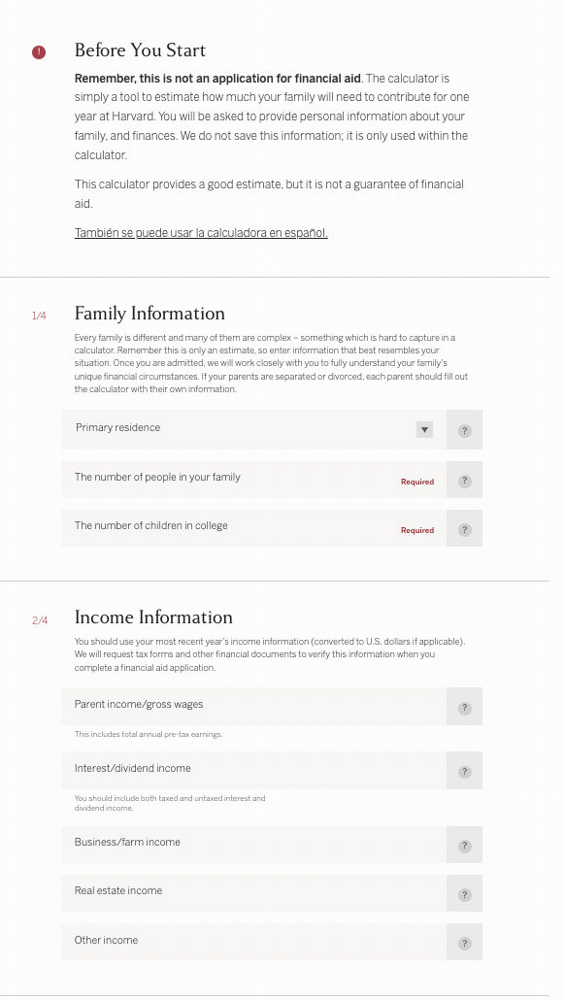 !
Before You Start
Remember, this is not an application for financial aid. The calculator is
simply a tool to estimate how much your family will need to contribute for one
year at Harvard. You will be asked to provide personal information about your
family, and finances. We do not save this information; it is only used within the
calculator.
This calculator provides a good estimate, but it is not a guarantee of financial
aid.
También se puede usar la calculadora en español.
1/4
Family Information
Every family is different and many of them are complex – something which is hard to capture in a
calculator. Remember this is only an estimate, so enter information that best resembles your
situation. Once you are admitted, we will work closely with you to fully understand your family's
unique financial circumstances. If your parents are separated or divorced, each parent should fill out
the calculator with their own information.
Primary residence ?
The number of people in your family Required ?
The number of children in college Required ?
2/4
Income Information
You should use your most recent year's income information (converted to U.S. dollars if applicable).
We will request tax forms and other financial documents to verify this information when you
complete a financial aid application.
Parent income/gross wages ?
This includes total annual pre-tax earnings.
Interest/dividend income ?
You should include both taxed and untaxed interest and
dividend income.
Business/farm income ?
Real estate income ?
Other income ?